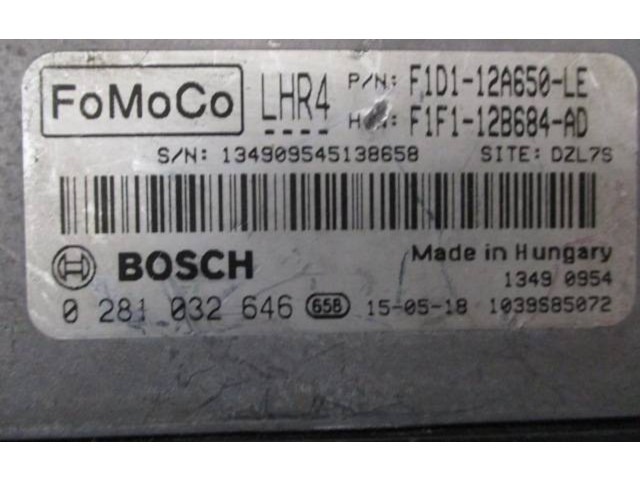 FoMoCo LHR4 P/N: F1D1-12A650-LE
F1F1-12B684-AD
S/N: 134909545138658 SITE: DZL7S
BOSCH Made in Hungary
1349 0954
0 281 032 646 658 15-05-18 1039S85072